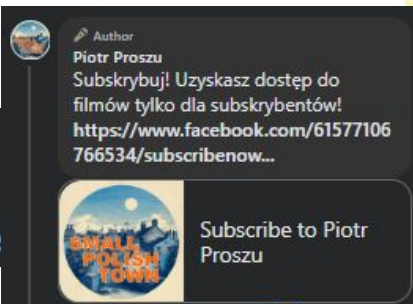 Author
Piotr Proszu
Subskrybuj! Uzyskasz dostęp do
filmów tylko dla subskrybentów!
https://www.facebook.com/61577106
766534/subscribenow...
SMALL
POLISH
TOWN
Subscribe to Piotr
Proszu